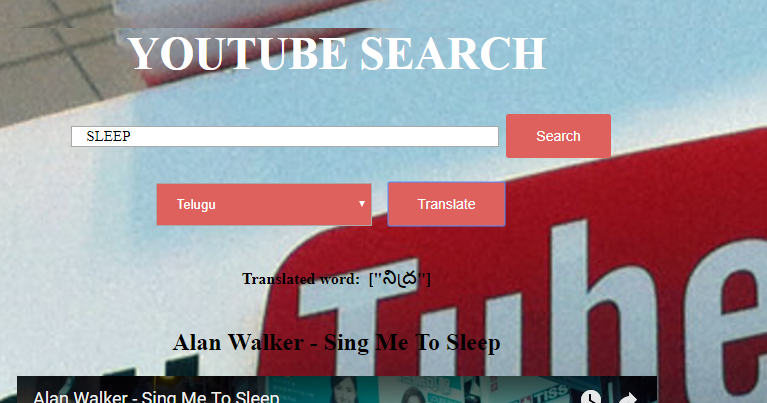 YOUTUBE SEARCH
SLEEP
Search
Telugu
Translate
Translated word: ["నిద్ర"]
Tube
Alan Walker - Sing Me To Sleep
Alan Walker - Sing Me To Sleep